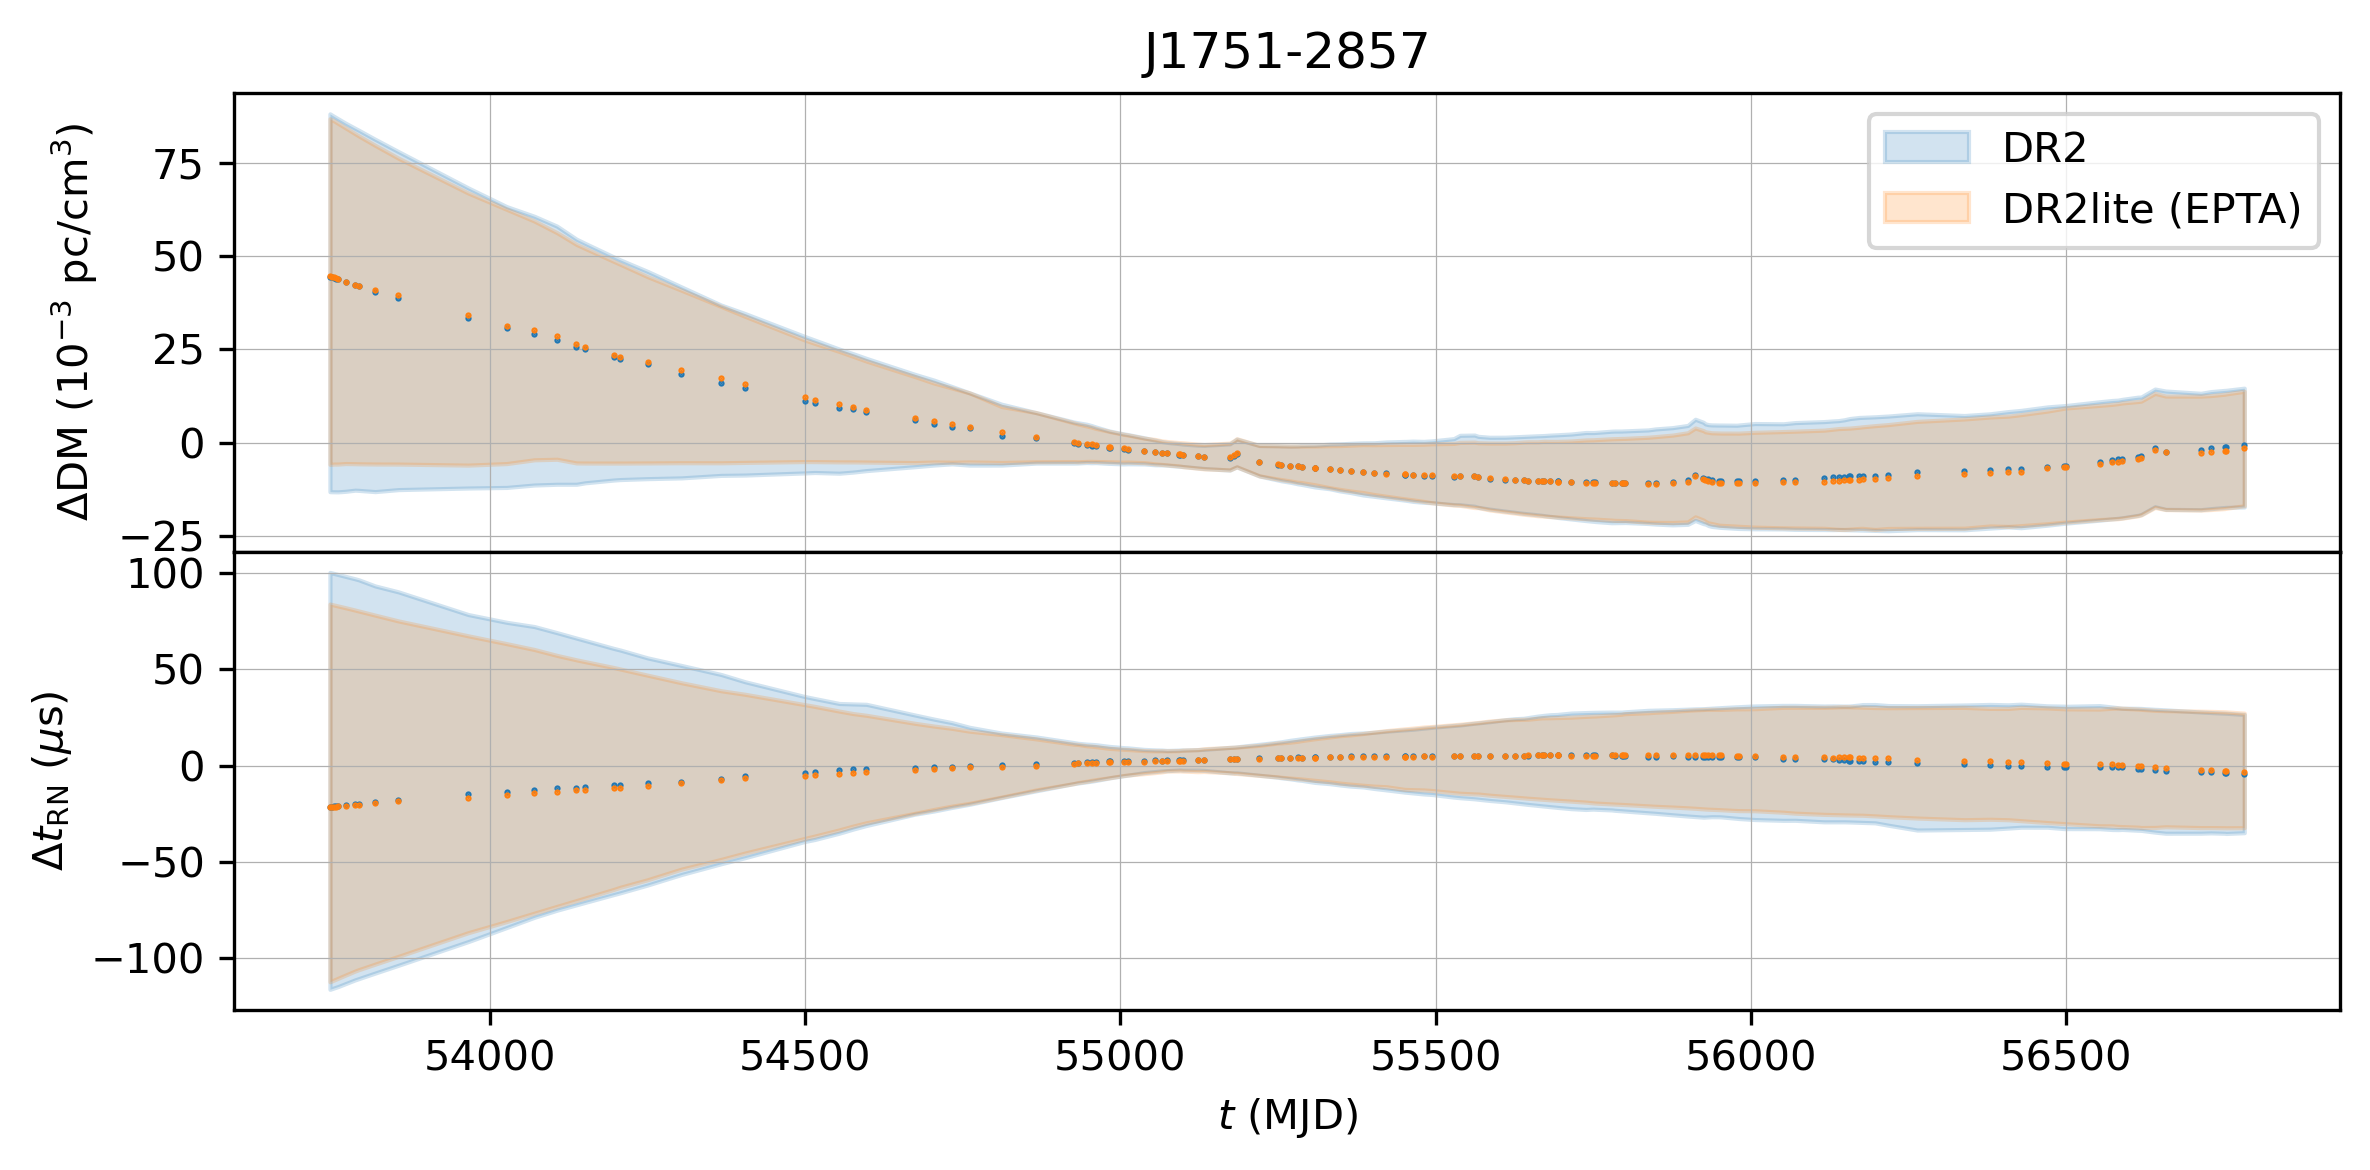 J1751-2857
ΔDM (10⁻³ pc/cm³)
75
50
25
0
−25
DR2
DR2lite (EPTA)
Δt_RN (μs)
100
50
0
−50
−100
54000 54500 55000 55500 56000 56500
t (MJD)